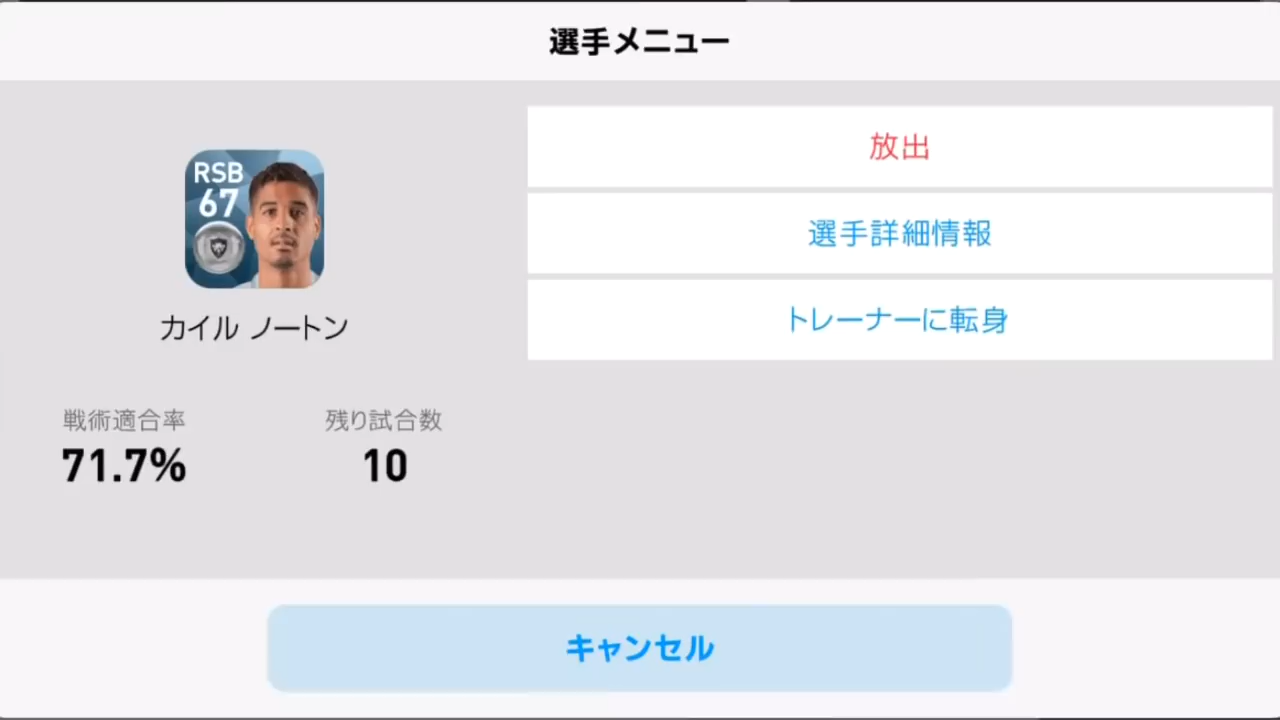 選手メニュー
RSB
67
カイル ノートン
戦術適合率
71.7%
残り試合数
10
放出
選手詳細情報
トレーナーに転身
キャンセル